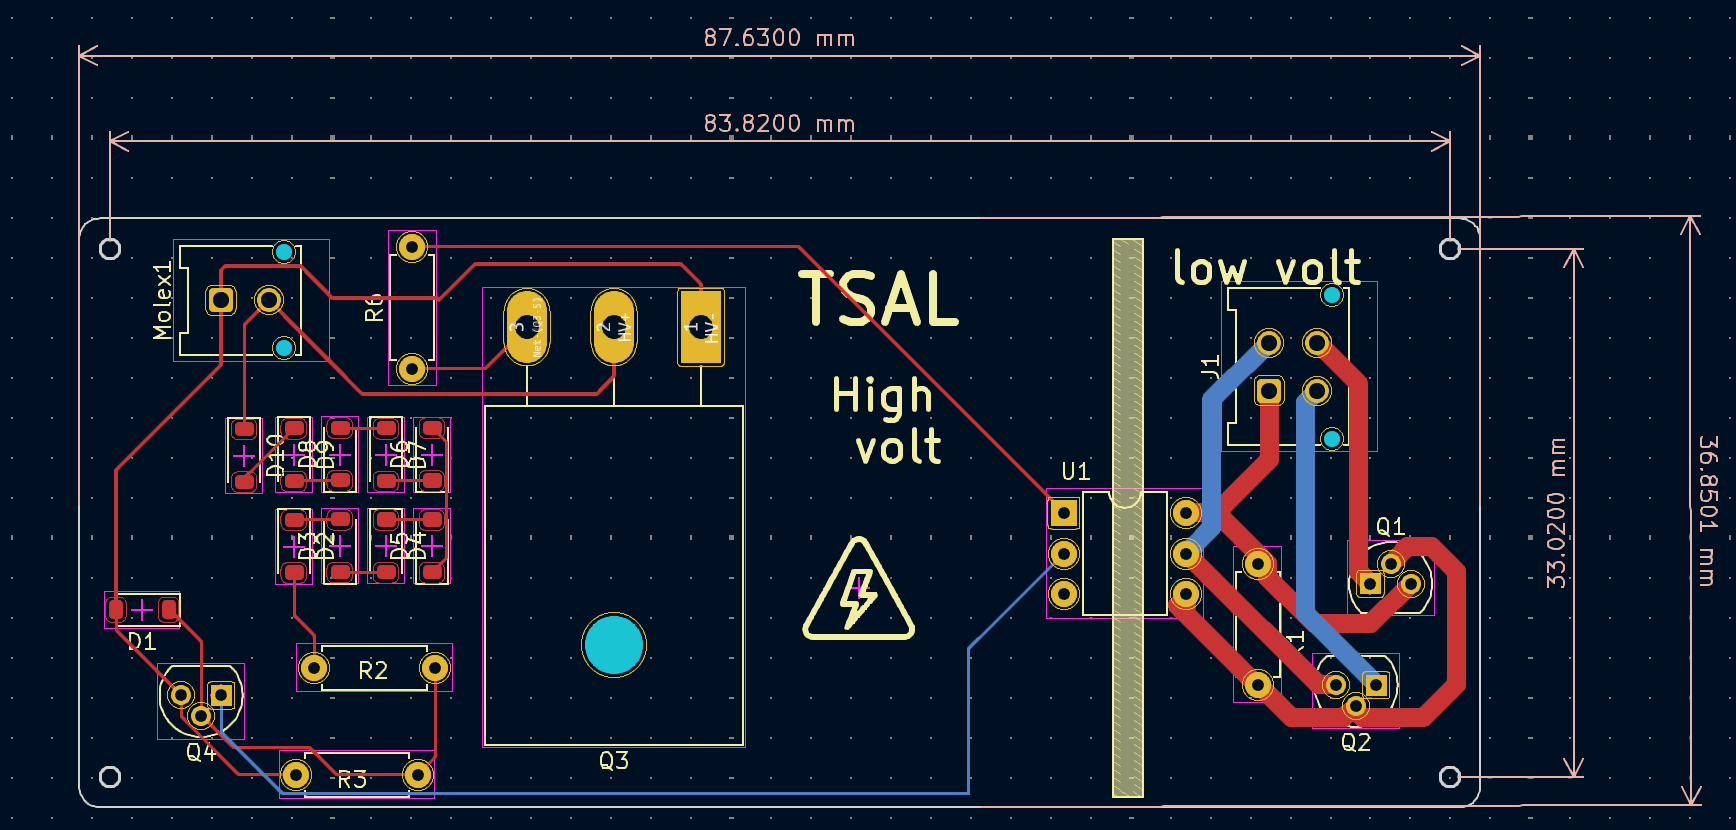 87.6300 mm
83.8200 mm
low volt
Molex1
R6
3
Net-(Q3-S)
2
HV+
1
HV-
TSAL
J1
High
volt
D10
D8
D9
D6
D7
U1
Q1
D3
D2
D5
D4
33.0200 mm
36.8501 mm
D1
R2
Q4
R3
Q3
Q2